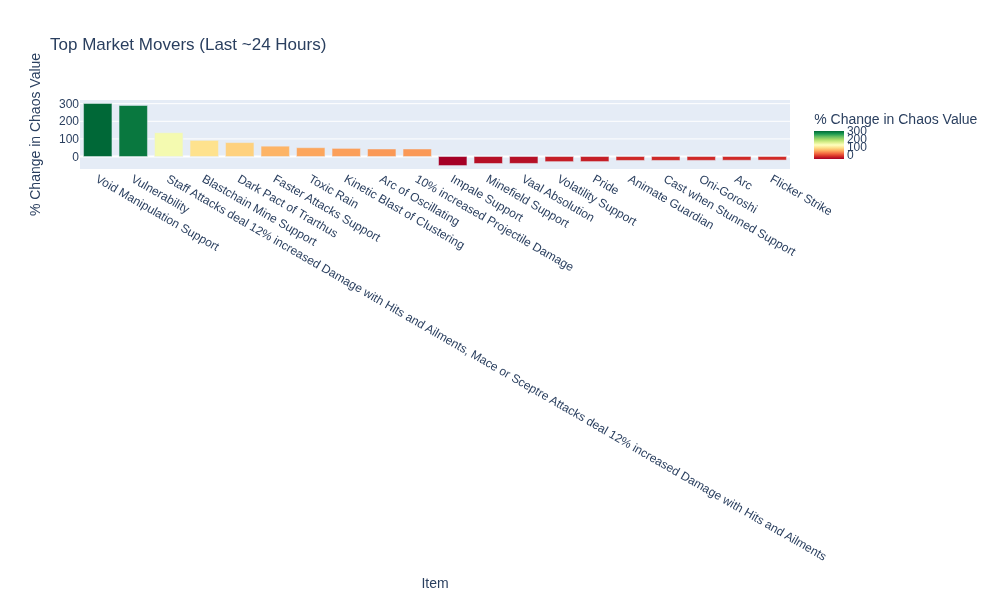 Top Market Movers (Last ~24 Hours)
% Change in Chaos Value
300
200
100
0
Void Manipulation Support
Vulnerability
Staff Attacks deal 12% increased Damage with Hits and Ailments, Mace or Sceptre Attacks deal 12% increased Damage with Hits and Ailments
Blastchain Mine Support
Dark Pact of Trarthus
Faster Attacks Support
Toxic Rain
Kinetic Blast of Clustering
Arc of Oscillating
10% increased Projectile Damage
Impale Support
Minefield Support
Vaal Absolution
Volatility Support
Pride
Animate Guardian
Cast when Stunned Support
Oni-Goroshi
Arc
Flicker Strike
Item
% Change in Chaos Value
300
200
100
0